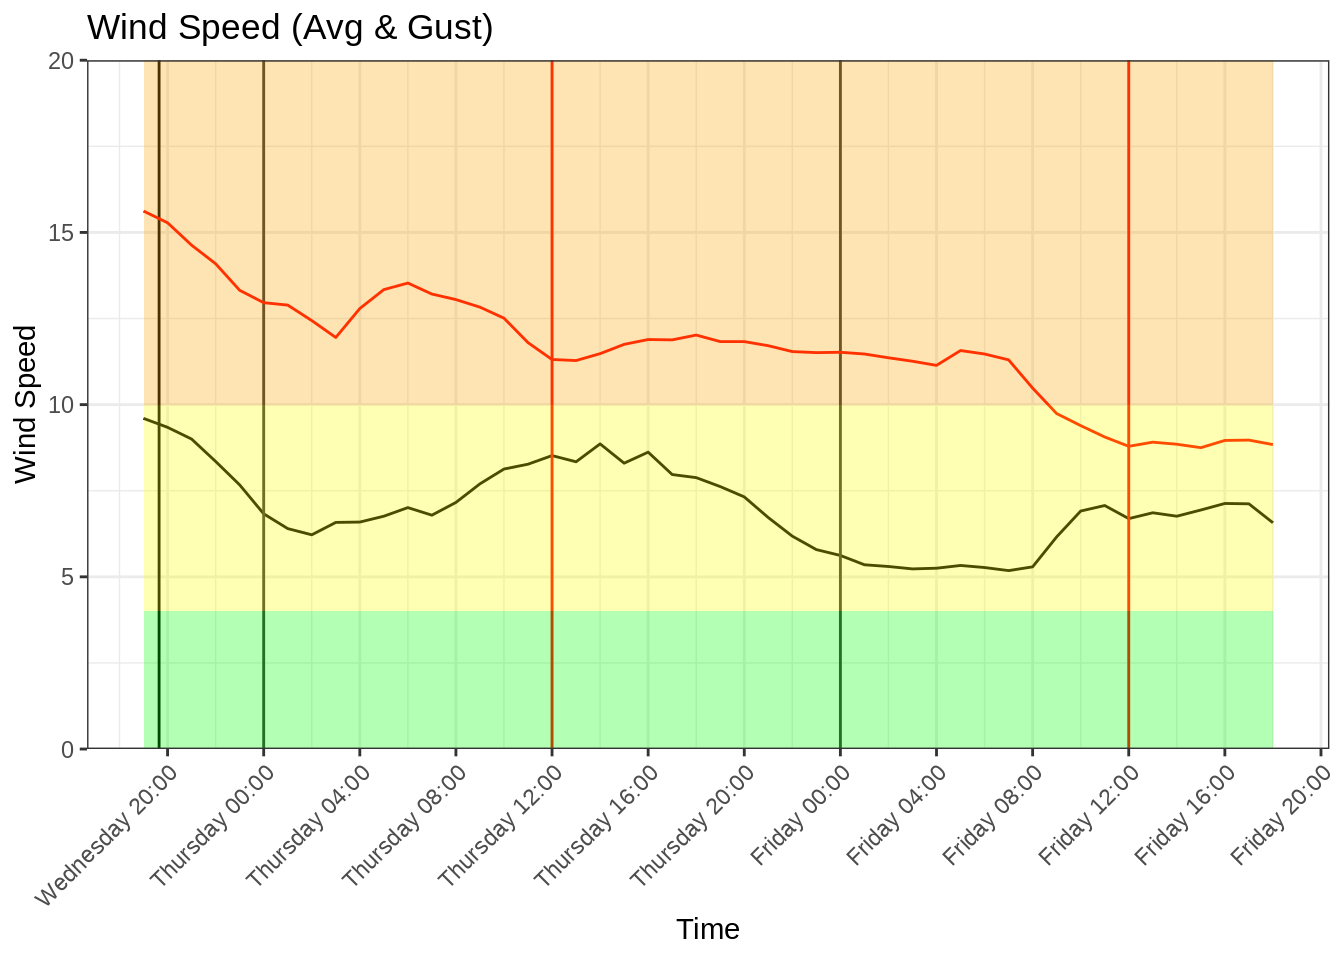 Wind Speed (Avg & Gust)
20
15
10
5
0
Wind Speed
Wednesday 20:00
Thursday 00:00
Thursday 04:00
Thursday 08:00
Thursday 12:00
Thursday 16:00
Thursday 20:00
Friday 00:00
Friday 04:00
Friday 08:00
Friday 12:00
Friday 16:00
Friday 20:00
Time